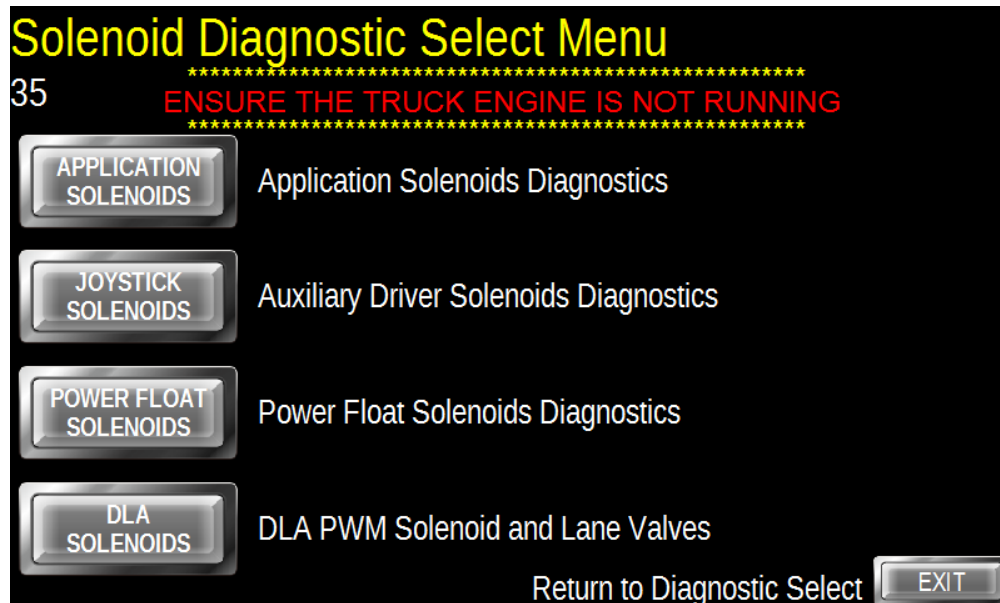 Solenoid Diagnostic Select Menu
*******************************************************
35
ENSURE THE TRUCK ENGINE IS NOT RUNNING
*******************************************************
APPLICATION
SOLENOIDS
Application Solenoids Diagnostics
JOYSTICK
SOLENOIDS
Auxiliary Driver Solenoids Diagnostics
POWER FLOAT
SOLENOIDS
Power Float Solenoids Diagnostics
DLA
SOLENOIDS
DLA PWM Solenoid and Lane Valves
Return to Diagnostic Select
EXIT